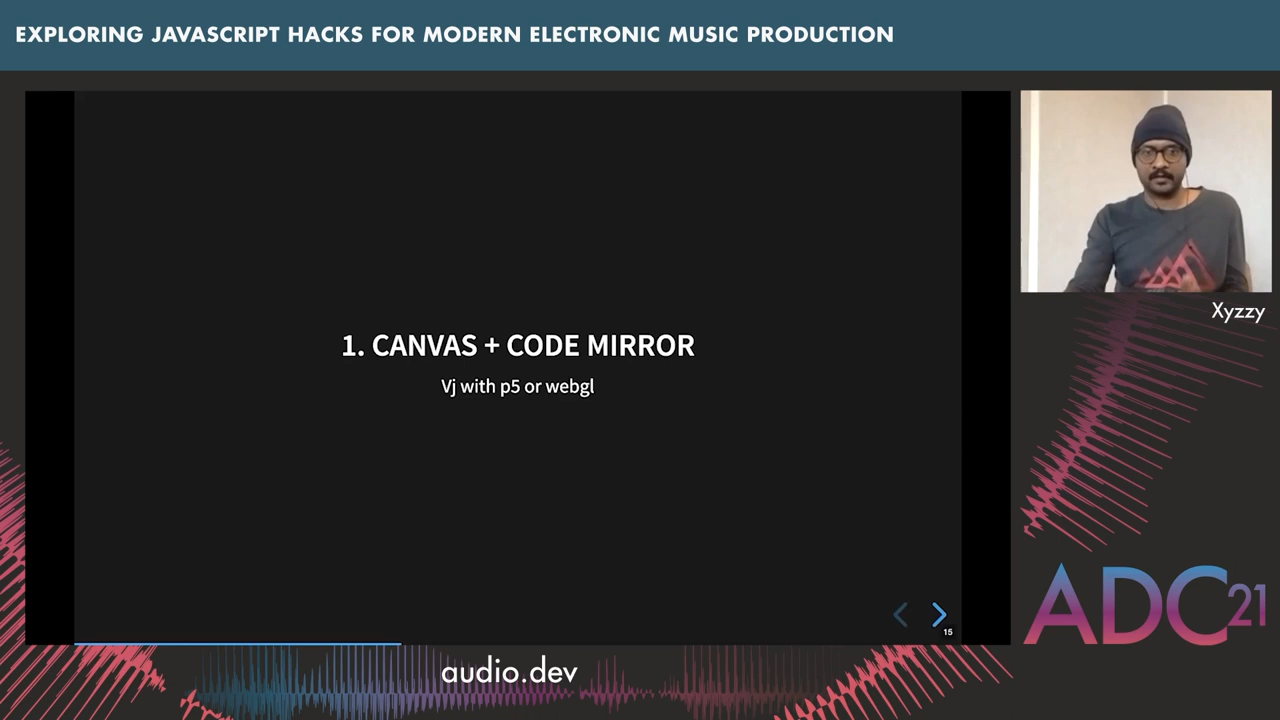 EXPLORING JAVASCRIPT HACKS FOR MODERN ELECTRONIC MUSIC PRODUCTION
1. CANVAS + CODE MIRROR
Vj with p5 or webgl
15
Xyzzy
ADC21
audio.dev